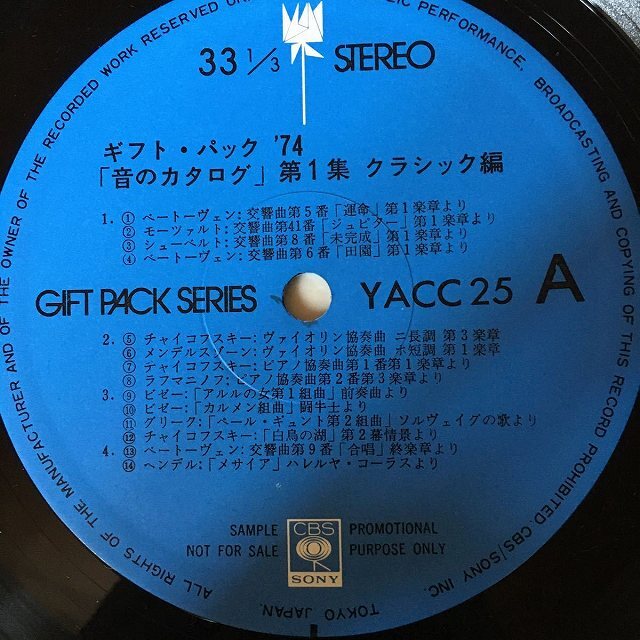 ALL RIGHTS OF THE MANUFACTURER AND OF THE OWNER OF THE RECORDED WORK RESERVED PUBLIC PERFORMANCE, BROADCASTING AND COPYING OF THIS RECORD PROHIBITED CBS/SONY INC.
TOKYO JAPAN
33 1/3 STEREO
ギフト・パック '74
「音のカタログ」第1集 クラシック編
1. ① ベートーヴェン: 交響曲第5番「運命」第1楽章より
② モーツァルト: 交響曲第41番「ジュピター」第1楽章より
③ シューベルト: 交響曲第8番「未完成」第1楽章より
④ ベートーヴェン: 交響曲第6番「田園」第1楽章より
GIFT PACK SERIES YACC 25 A
2. ⑤ チャイコフスキー: ヴァイオリン協奏曲 ニ長調 第3楽章
⑥ メンデルスゾーン: ヴァイオリン協奏曲 ホ短調 第1楽章
⑦ チャイコフスキー: ピアノ協奏曲第1番第1楽章より
⑧ ラフマニノフ: ピアノ協奏曲第2番第3楽章より
3. ⑨ ビゼー: 「アルルの女第1組曲」前奏曲より
⑩ ビゼー: 「カルメン組曲」闘牛士より
⑪ グリーク: 「ペール・ギュント第2組曲」ソルヴェイグの歌より
⑫ チャイコフスキー: 「白鳥の湖」第2幕情景より
4. ⑬ ベートーヴェン: 交響曲第9番「合唱」終楽章より
⑭ ヘンデル: 「メサイア」ハレルヤ・コーラスより
SAMPLE PROMOTIONAL
NOT FOR SALE PURPOSE ONLY
CBS
SONY